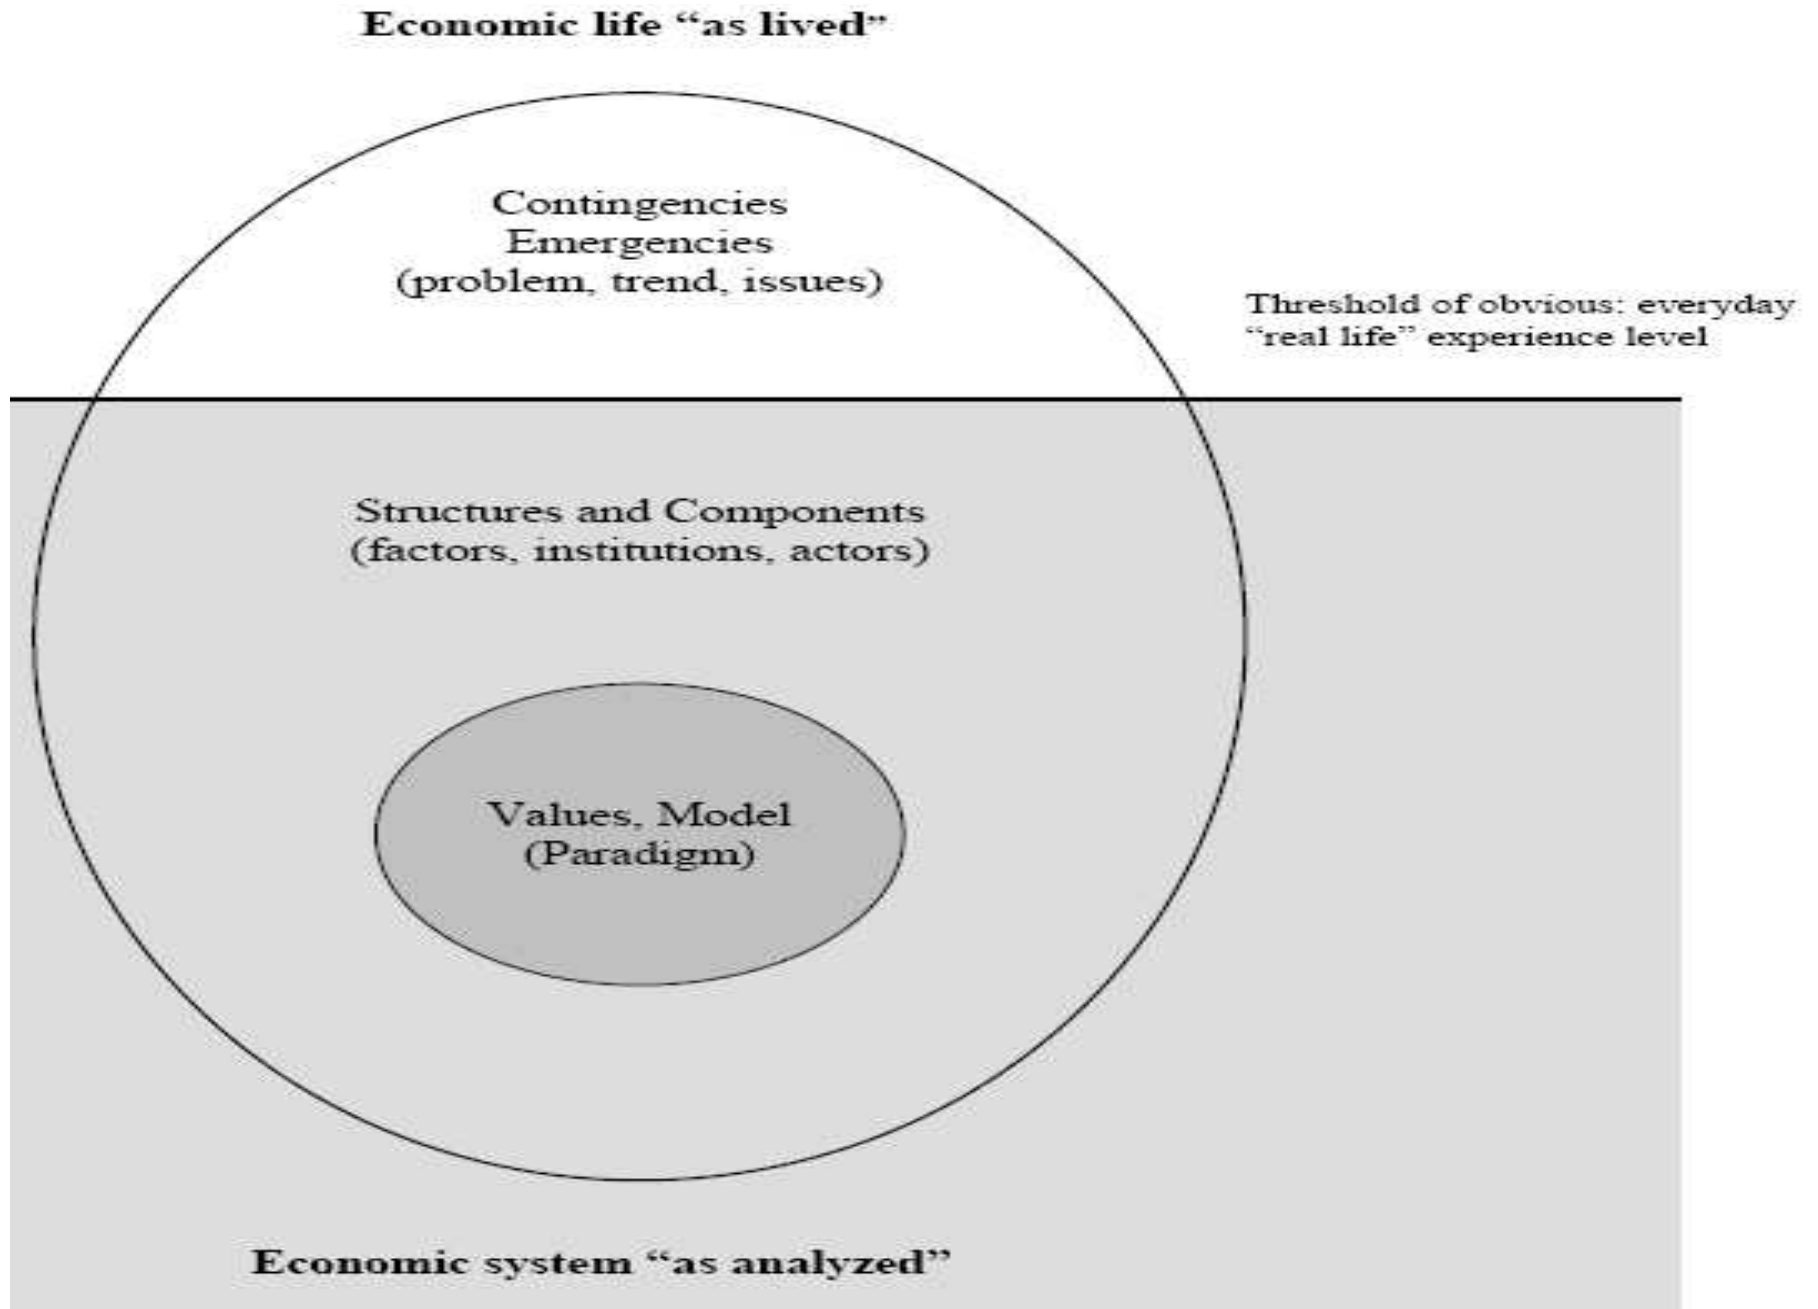 Economic life “as lived”
Contingencies
Emergencies
(problem, trend, issues)
Threshold of obvious: everyday
“real life” experience level
Structures and Components
(factors, institutions, actors)
Values, Model
(Paradigm)
Economic system “as analyzed”